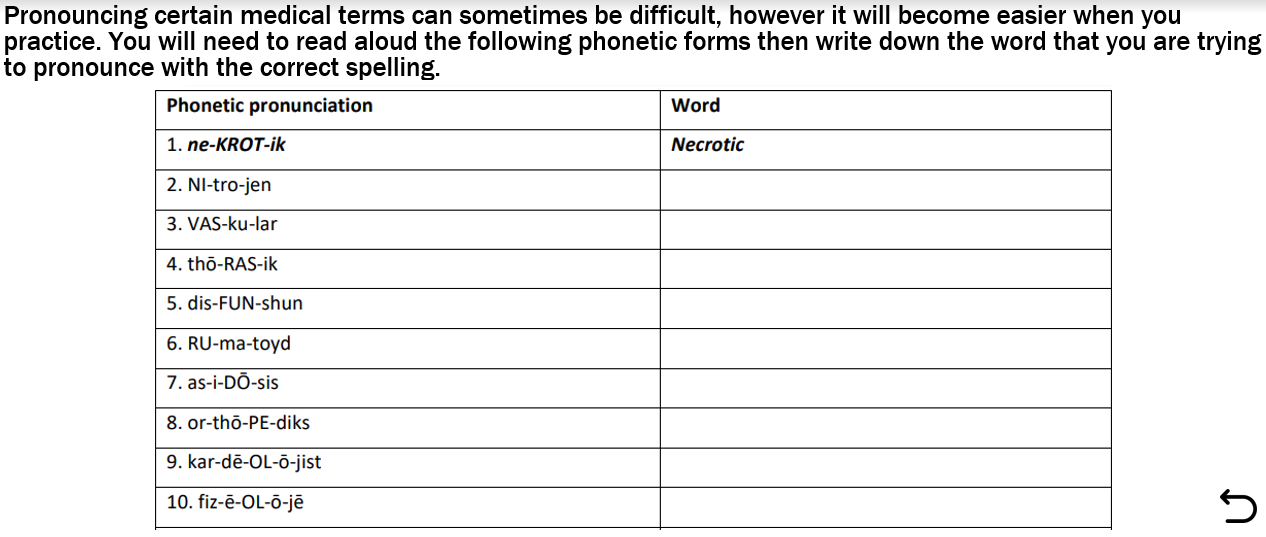 Pronouncing certain medical terms can sometimes be difficult, however it will become easier when you
practice. You will need to read aloud the following phonetic forms then write down the word that you are trying
to pronounce with the correct spelling.
Phonetic pronunciation Word
1. ne-KROT-ik Necrotic
2. NI-tro-jen
3. VAS-ku-lar
4. thō-RAS-ik
5. dis-FUN-shun
6. RU-ma-toyd
7. as-i-DŌ-sis
8. or-thō-PE-diks
9. kar-dē-OL-ō-jist
10. fiz-ē-OL-ō-jē